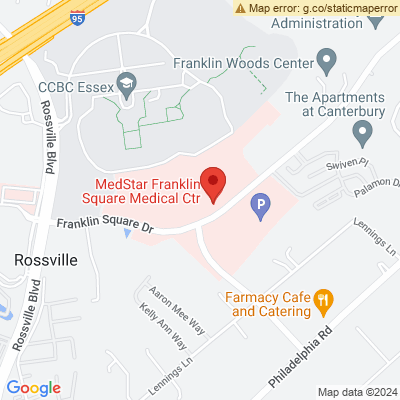 Map error: g.co/staticmaperror
INTERSTATE
95
Administration
Franklin Woods Center
CCBC Essex
The Apartments
at Canterbury
Rossville Blvd
Swiven Pl
Palamon D
MedStar Franklin
Square Medical Ctr
P
Lennings Ln
Franklin Square Dr
Rossville
Rossville Blvd
Aaron Mee Way
Kelly Ann Way
Farmacy Cafe
and Catering
Philadelphia Rd
Lennings Ln
Google
Map data ©2024